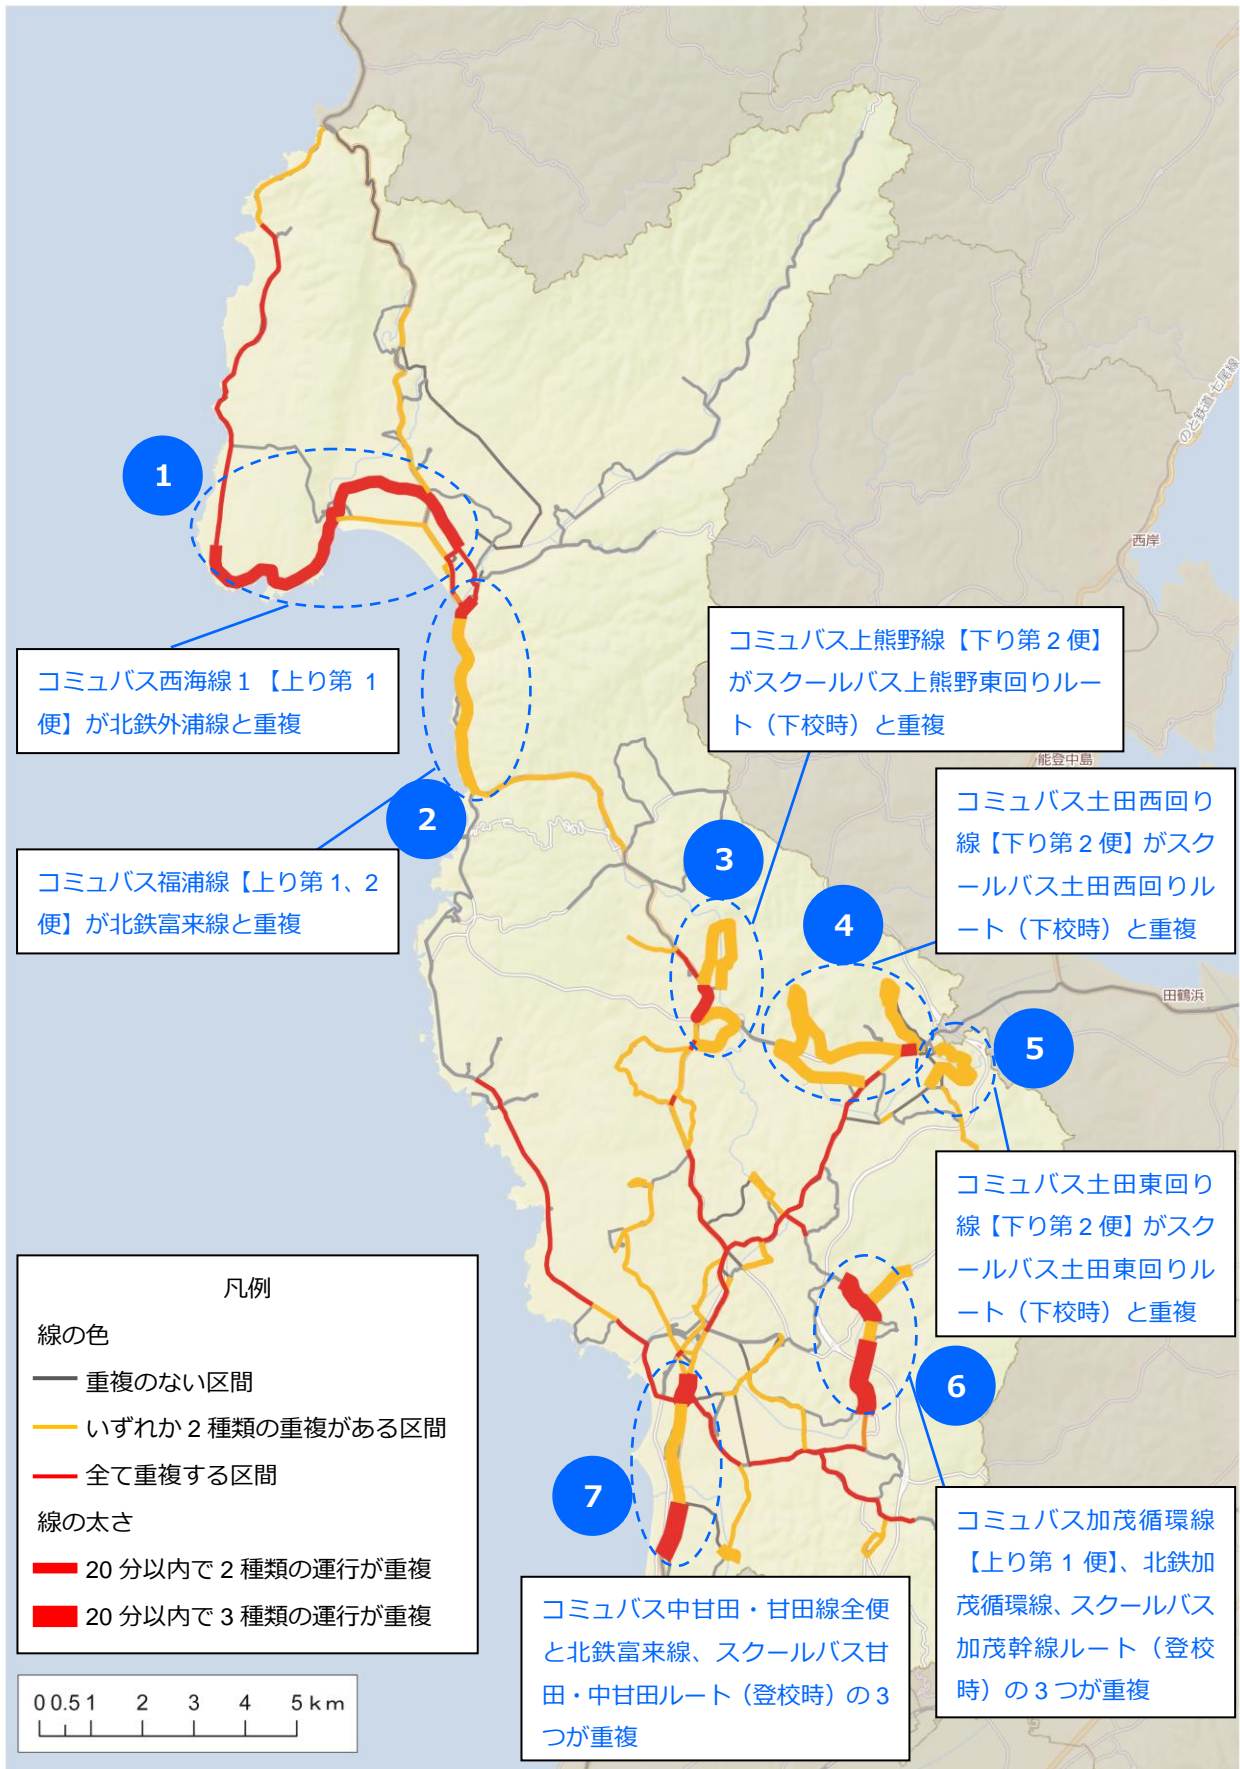 のと鉄道七尾線
1
西岸
コミュバス上熊野線【下り第2便】
がスクールバス上熊野東回りルー
ト（下校時）と重複
コミュバス西海線1【上り第1
便】が北鉄外浦線と重複
能登中島
2
コミュバス土田西回り
線【下り第2便】がスク
ールバス土田西回りル
ート（下校時）と重複
3
コミュバス福浦線【上り第1、2
便】が北鉄富来線と重複
4
田鶴浜
5
コミュバス土田東回り
線【下り第2便】がスク
ールバス土田東回りル
ート（下校時）と重複
凡例
線の色
重複のない区間
いずれか2種類の重複がある区間
全て重複する区間
線の太さ
20分以内で2種類の運行が重複
20分以内で3種類の運行が重複
6
7
コミュバス加茂循環線
【上り第1便】、北鉄加
茂循環線、スクールバス
加茂幹線ルート（登校
時）の3つが重複
コミュバス中甘田・甘田線全便
と北鉄富来線、スクールバス甘
田・中甘田ルート（登校時）の3
つが重複
0 0.5 1 2 3 4 5 km